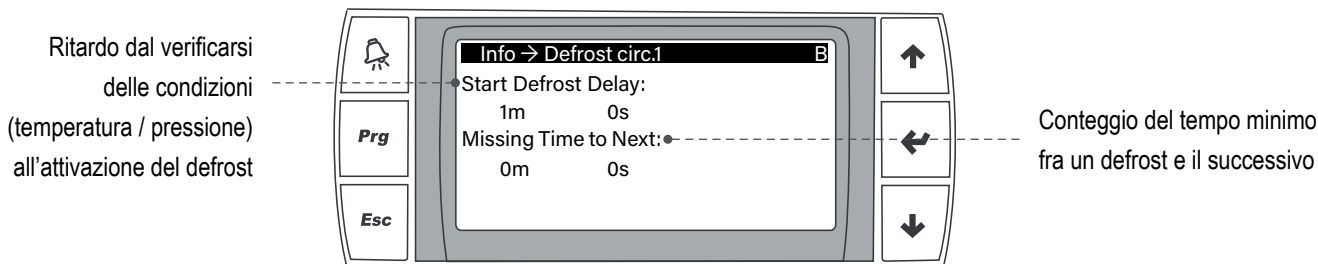 Ritardo dal verificarsi
delle condizioni
(temperatura / pressione)
all’attivazione del defrost
Prg
Esc
Info → Defrost circ.1 B
Start Defrost Delay:
1m 0s
Missing Time to Next:
0m 0s
Conteggio del tempo minimo
fra un defrost e il successivo